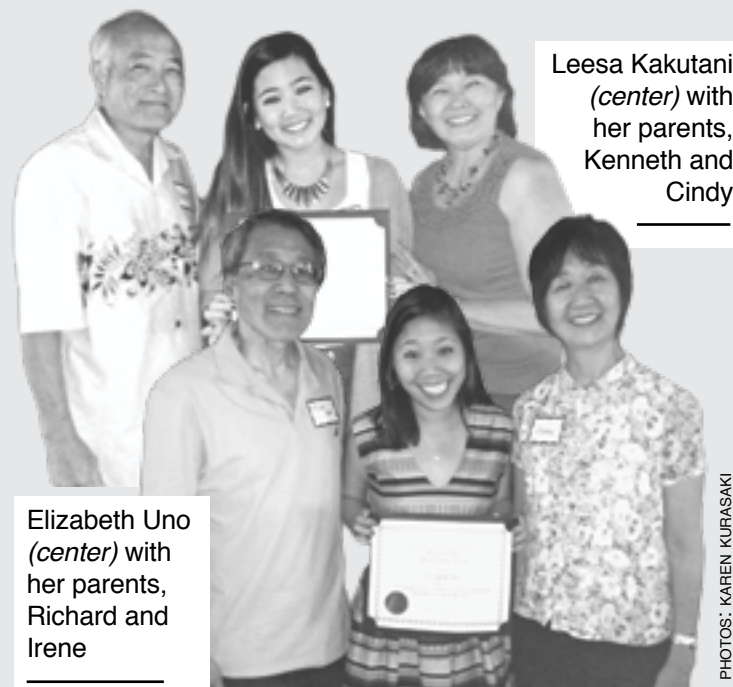 Leesa Kakutani
(center) with
her parents,
Kenneth and
Cindy
Elizabeth Uno
(center) with
her parents,
Richard and
Irene
PHOTOS: KAREN KURASAKI